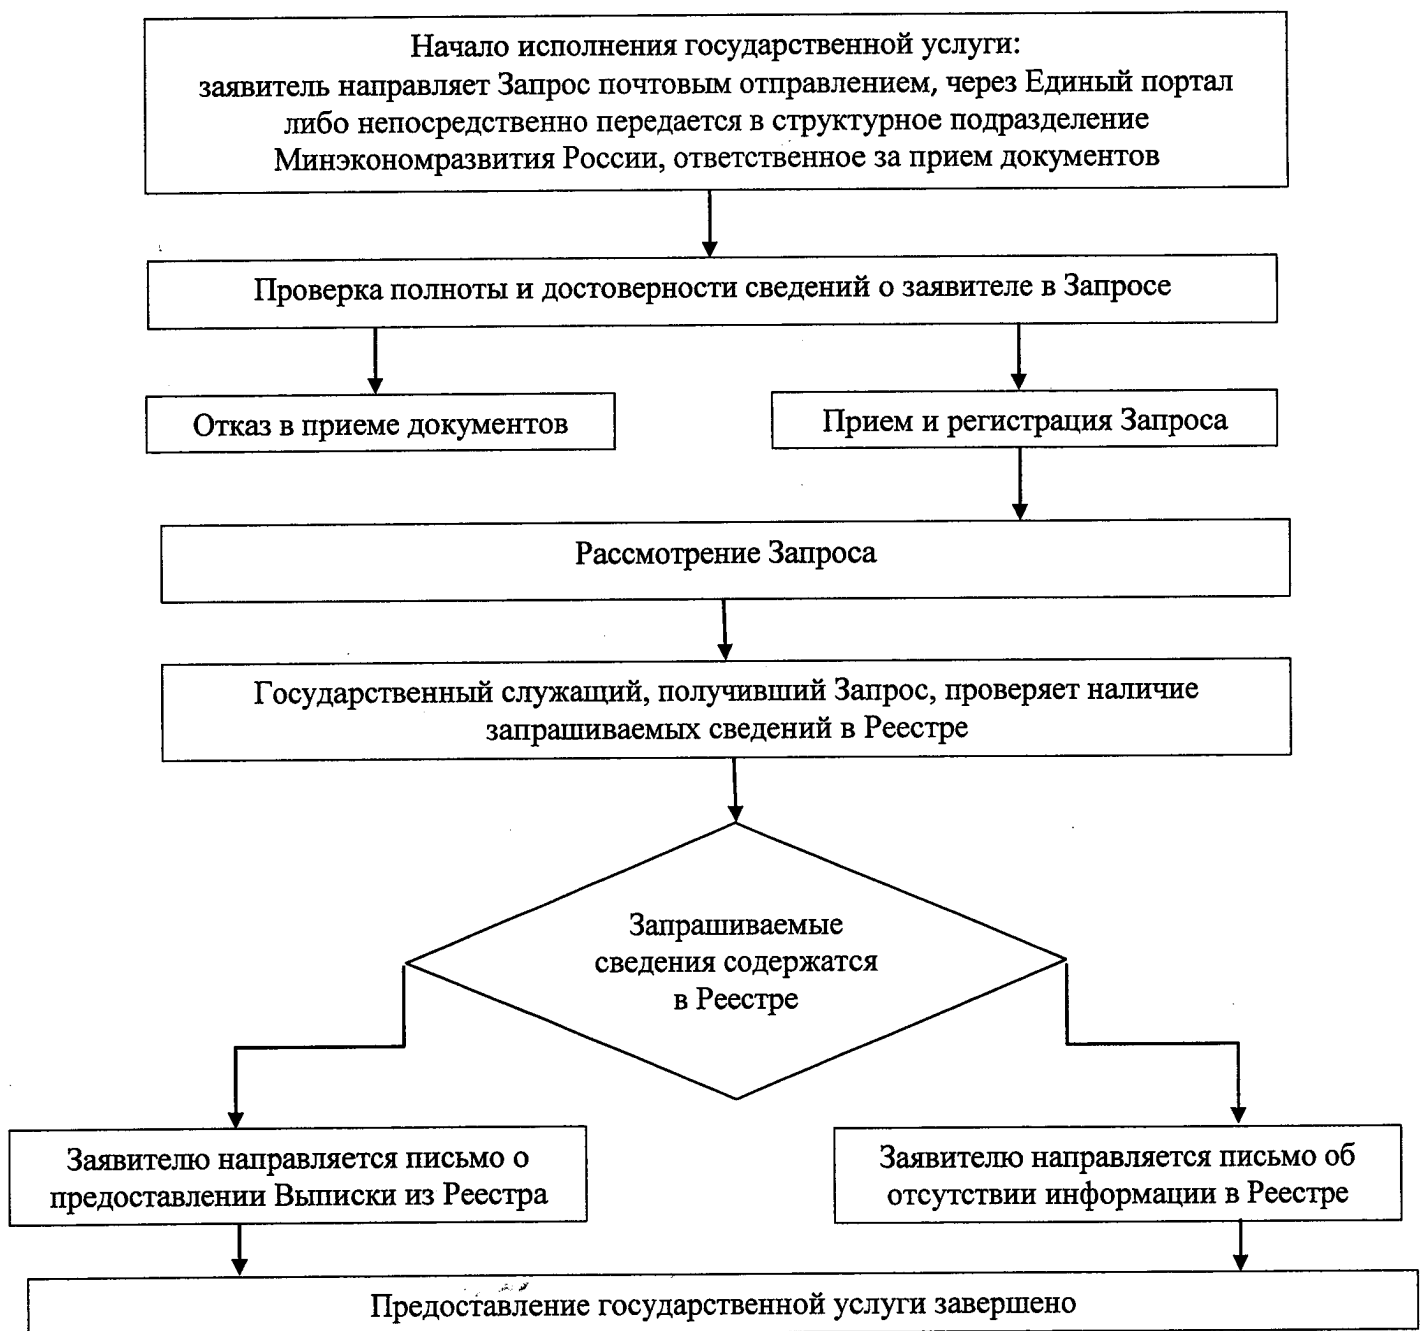 Начало исполнения государственной услуги:
заявитель направляет Запрос почтовым отправлением, через Единый портал
либо непосредственно передается в структурное подразделение
Минэкономразвития России, ответственное за прием документов
Проверка полноты и достоверности сведений о заявителе в Запросе
Отказ в приеме документов
Прием и регистрация Запроса
Рассмотрение Запроса
Государственный служащий, получивший Запрос, проверяет наличие
запрашиваемых сведений в Реестре
Запрашиваемые
сведения содержатся
в Реестре
Заявителю направляется письмо о
предоставлении Выписки из Реестра
Заявителю направляется письмо об
отсутствии информации в Реестре
Предоставление государственной услуги завершено